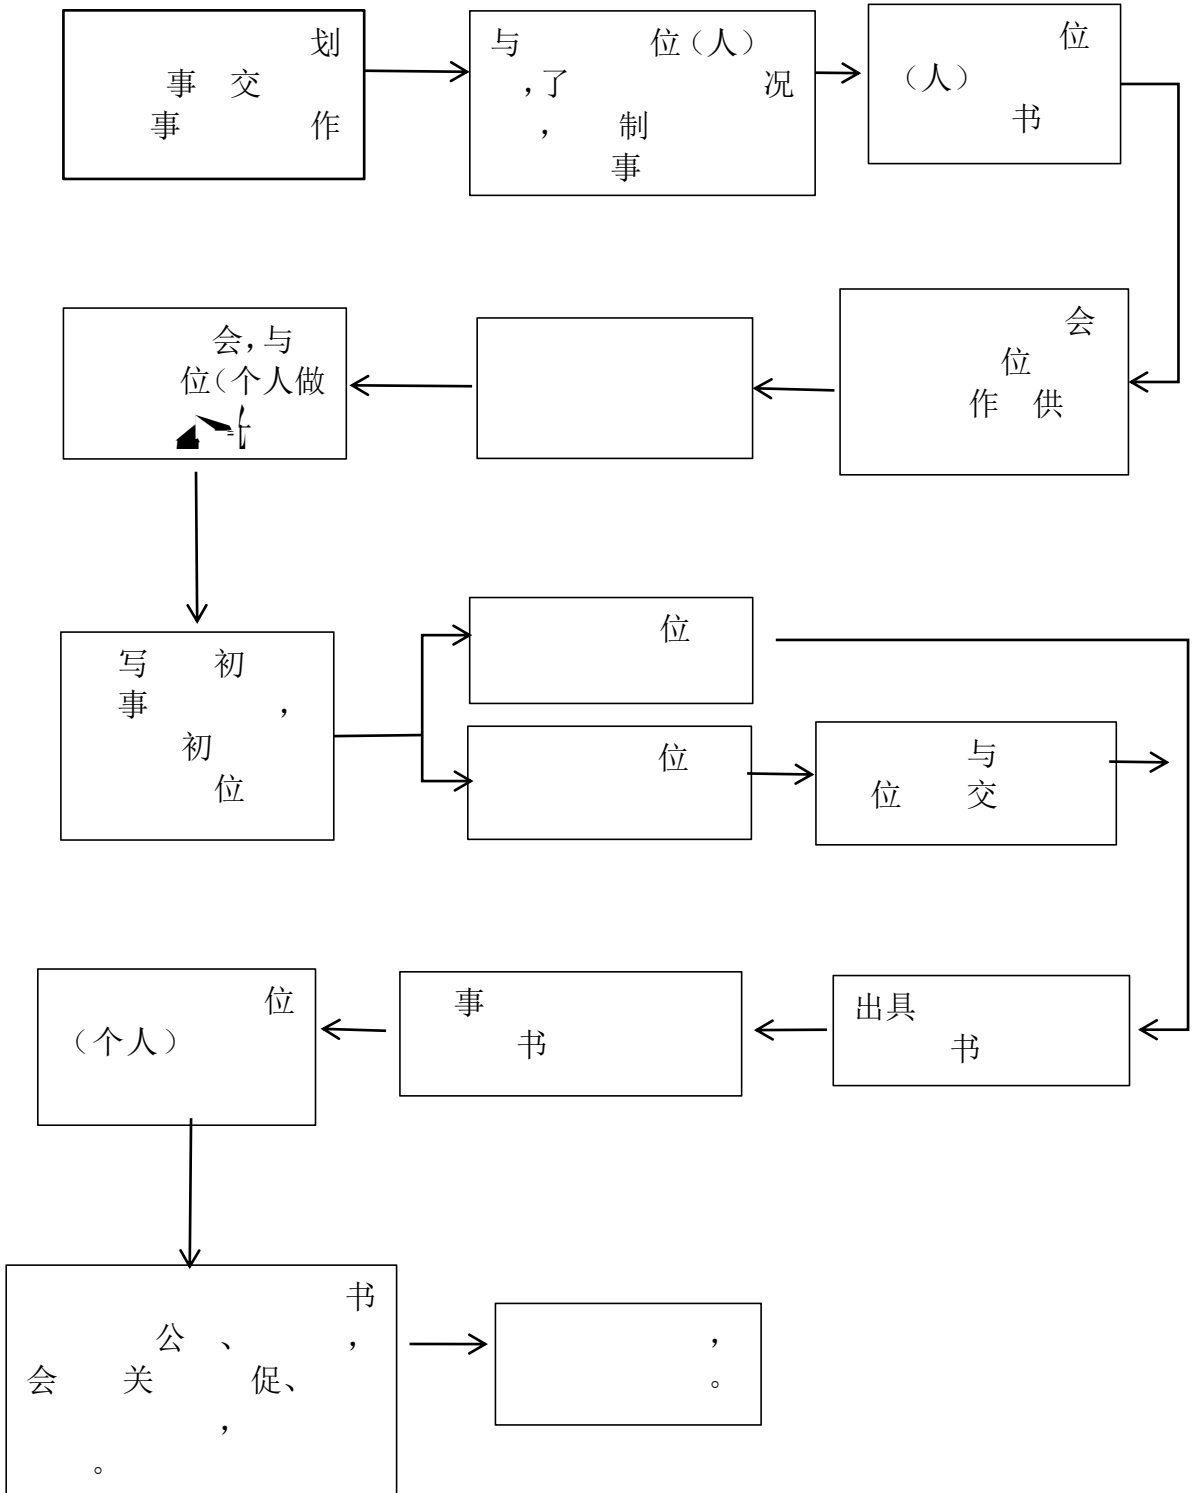 划
事 交
事 作
与 位（人）
，了 况
， 制
事
位
（人）
书
会
位
作 供
会，与
位（个人做
写 初
事 ，
初
位
位
位
与
位 交
出具
书
事
书
位
（个人）
书
公 、 ，
会 关 促、
，
。
，
。